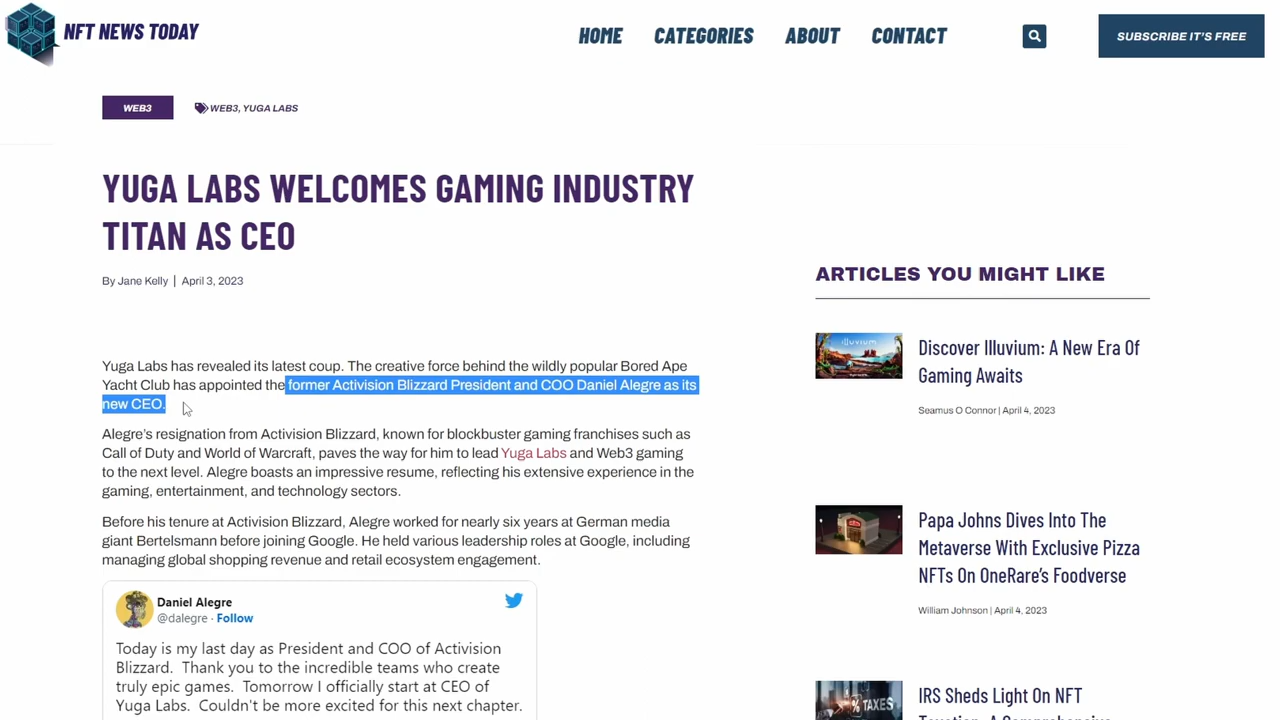 NFT NEWS TODAY
HOME
CATEGORIES
ABOUT
CONTACT
SUBSCRIBE IT'S FREE
WEB3
WEB3, YUGA LABS
YUGA LABS WELCOMES GAMING INDUSTRY
TITAN AS CEO
By Jane Kelly | April 3, 2023
Yuga Labs has revealed its latest coup. The creative force behind the wildly popular Bored Ape
Yacht Club has appointed the former Activision Blizzard President and COO Daniel Alegre as its
new CEO.
Alegre’s resignation from Activision Blizzard, known for blockbuster gaming franchises such as
Call of Duty and World of Warcraft, paves the way for him to lead Yuga Labs and Web3 gaming
to the next level. Alegre boasts an impressive resume, reflecting his extensive experience in the
gaming, entertainment, and technology sectors.
Before his tenure at Activision Blizzard, Alegre worked for nearly six years at German media
giant Bertelsmann before joining Google. He held various leadership roles at Google, including
managing global shopping revenue and retail ecosystem engagement.
Daniel Alegre
@dalegre · Follow
Today is my last day as President and COO of Activision
Blizzard.  Thank you to the incredible teams who create
truly epic games.  Tomorrow I officially start at CEO of
Yuga Labs.  Couldn't be more excited for this next chapter.
ARTICLES YOU MIGHT LIKE
illuvium
Discover Illuvium: A New Era Of
Gaming Awaits
Seamus O Connor | April 4, 2023
Papa Johns Dives Into The
Metaverse With Exclusive Pizza
NFTs On OneRare’s Foodverse
William Johnson | April 4, 2023
% TAXES
IRS Sheds Light On NFT
Taxation: A Comprehensive